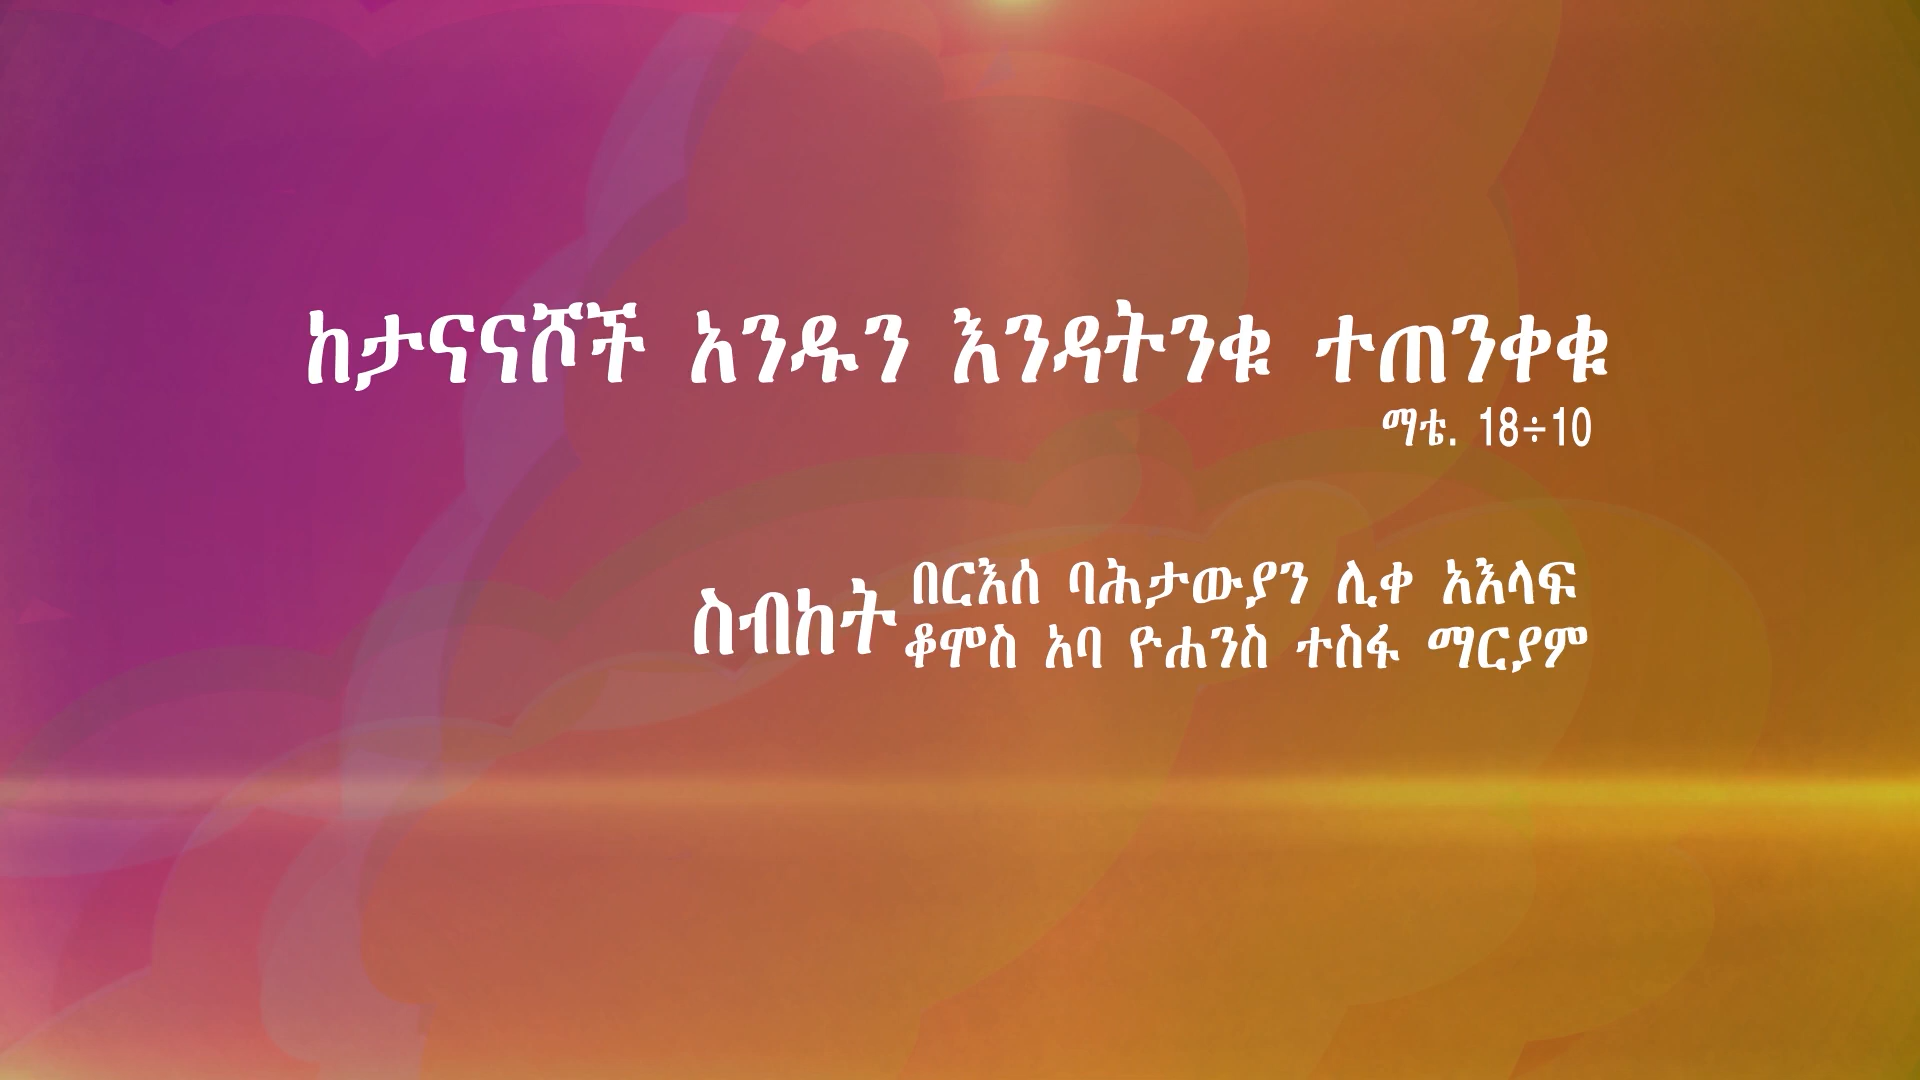 ከታናናሾች አንዱን እንዳትንቁ ተጠንቀቁ
ማቴ. 18÷10
ስብከት
በርእሰ ባሕታውያን ሊቀ አእላፍ
ቆሞስ አባ ዮሐንስ ተስፋ ማርያም